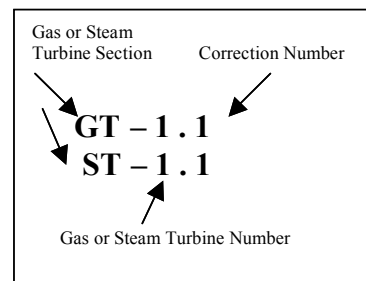 Gas or Steam
Turbine Section
Correction Number
GT – 1 . 1
ST – 1 . 1
Gas or Steam Turbine Number